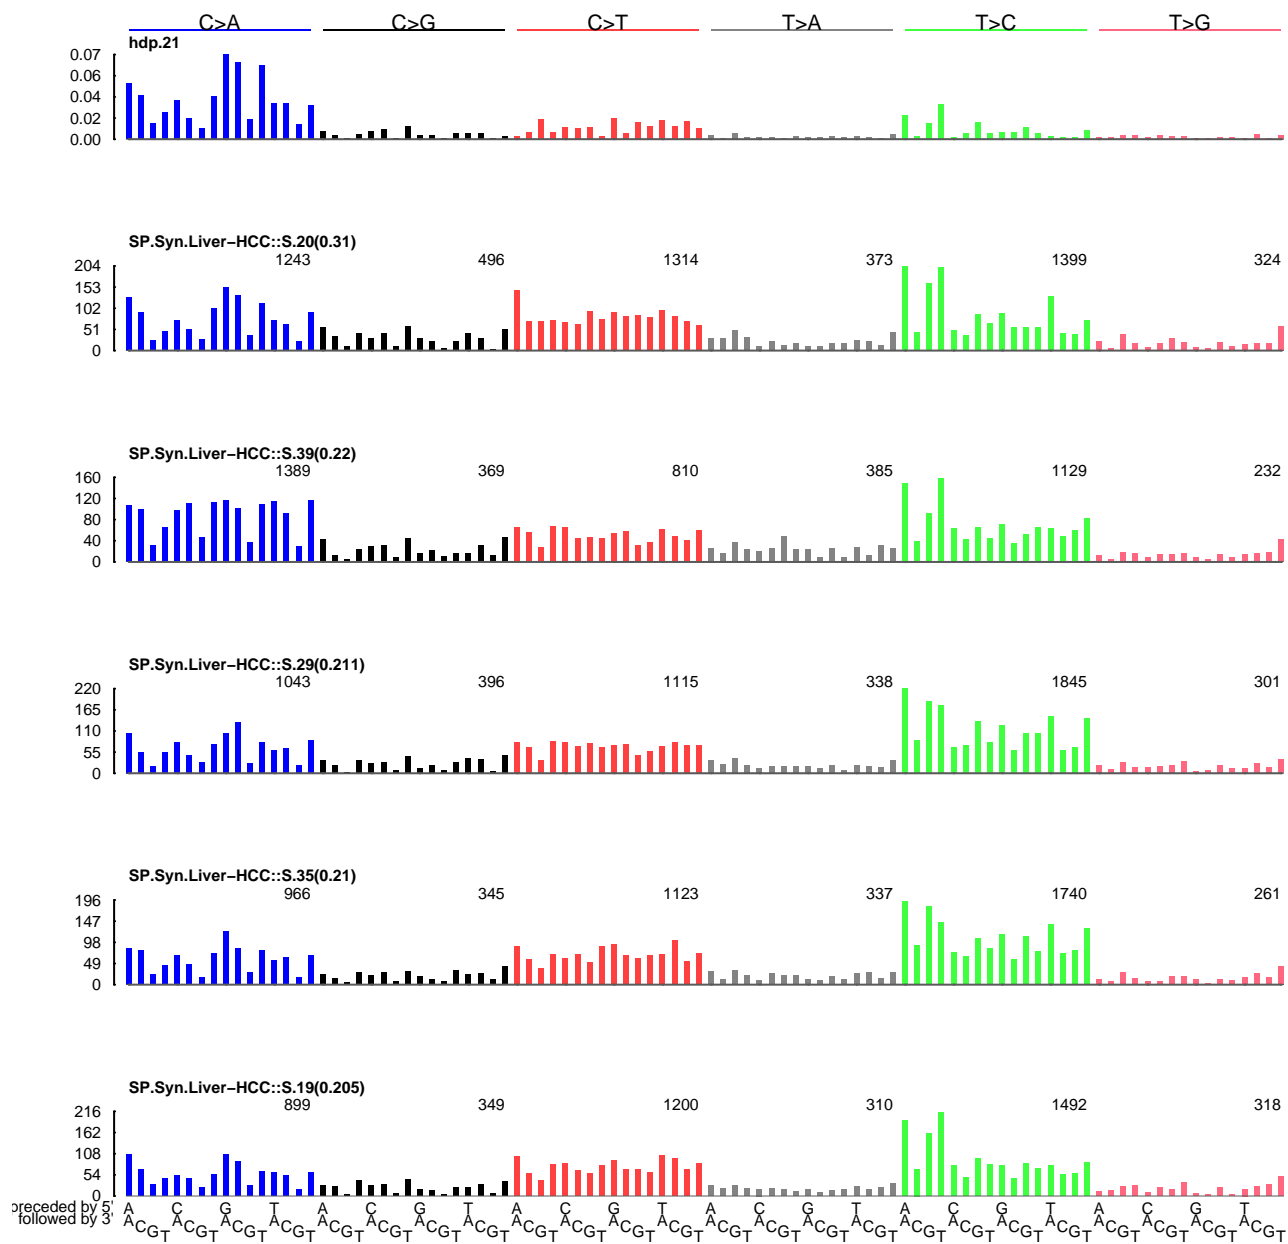 C>A C>G C>T T>A T>C T>G
hdp.21
0.07
0.06
0.04
0.02
0.00
SP.Syn.Liver−HCC::S.20(0.31)
1243 496 1314 373 1399 324
204
153
102
51
0
SP.Syn.Liver−HCC::S.39(0.22)
1389 369 810 385 1129 232
160
120
80
40
0
SP.Syn.Liver−HCC::S.29(0.211)
1043 396 1115 338 1845 301
220
165
110
55
0
SP.Syn.Liver−HCC::S.35(0.21)
966 345 1123 337 1740 261
196
147
98
49
0
SP.Syn.Liver−HCC::S.19(0.205)
899 349 1200 310 1492 318
216
162
108
54
0
preceded by 5' A C G T A C G T A C G T A C G T A C G T A C G T
followed by 3' A C G T A C G T A C G T A C G T A C G T A C G T A C G T A C G T A C G T A C G T A C G T A C G T A C G T A C G T A C G T A C G T A C G T A C G T A C G T A C G T A C G T A C G T A C G T A C G T